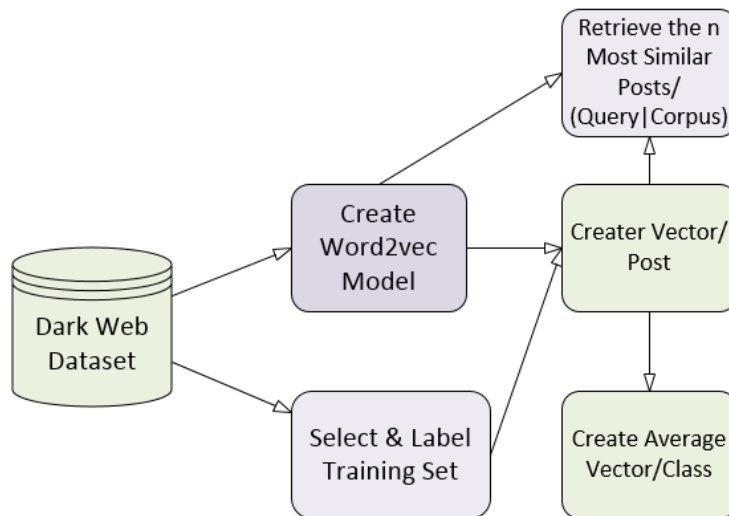 Dark Web
Dataset
Create
Word2vec
Model
Select & Label
Training Set
Retrieve the n
Most Similar
Posts/
(Query|Corpus)
Creater Vector/
Post
Create Average
Vector/Class